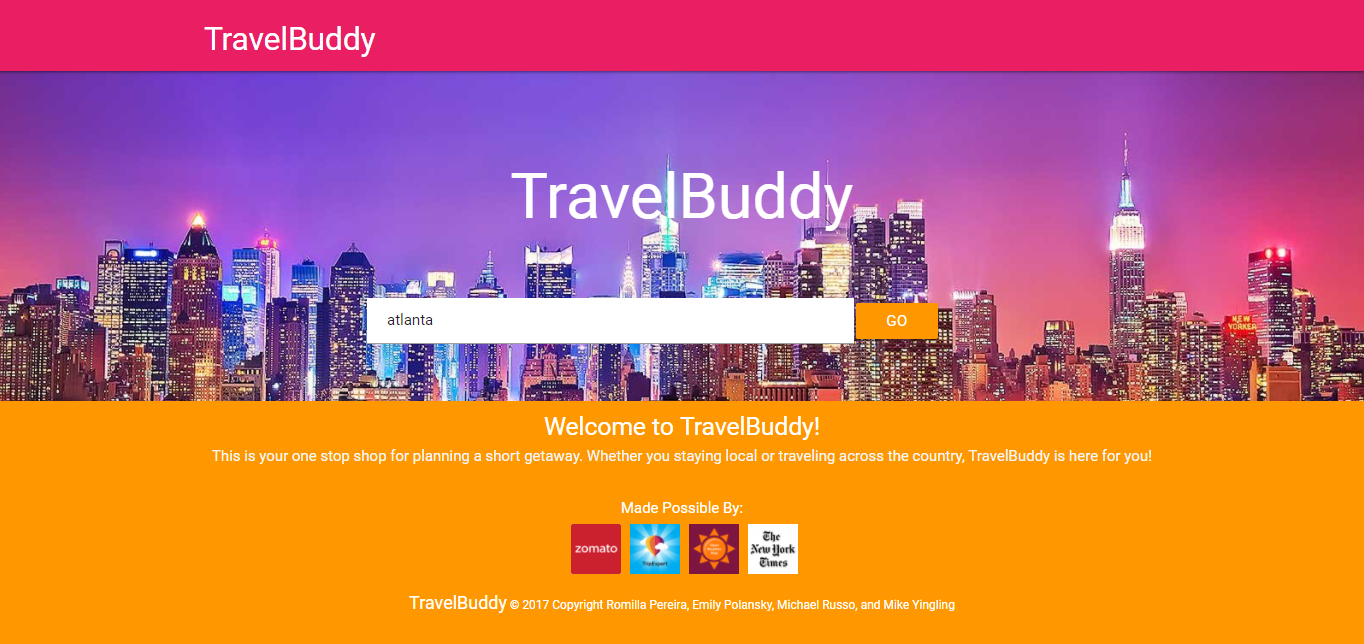 TravelBuddy
TravelBuddy
atlanta
GO
NEW
YORKER
Welcome to TravelBuddy!
This is your one stop shop for planning a short getaway. Whether you staying local or traveling across the country, TravelBuddy is here for you!
Made Possible By:
zomato
TripExpert
The
New York
Times
TravelBuddy © 2017 Copyright Romilla Pereira, Emily Polansky, Michael Russo, and Mike Yingling